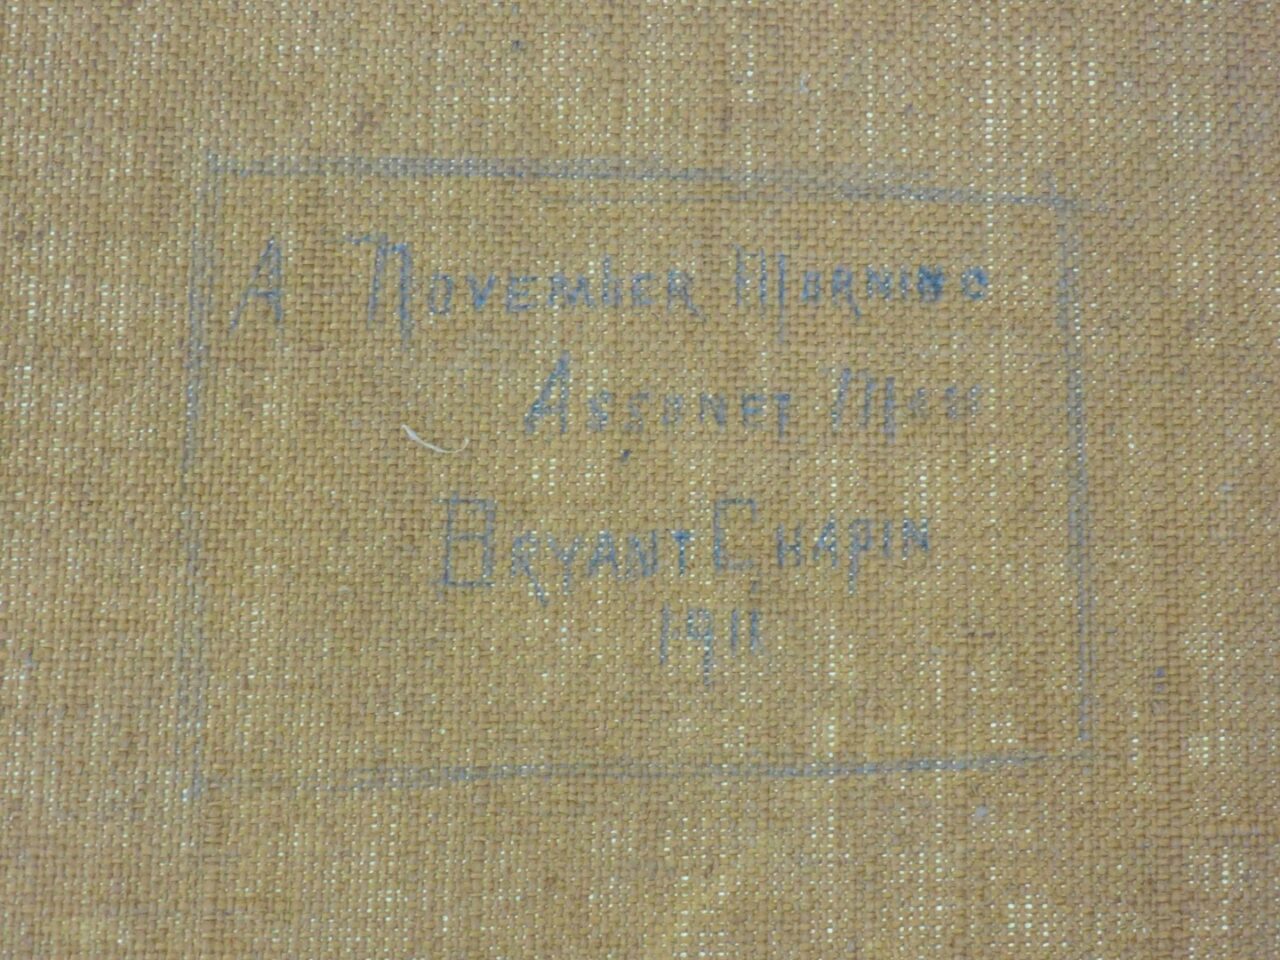 A November Morning
Assonet Mass
Bryant Chapin
1911